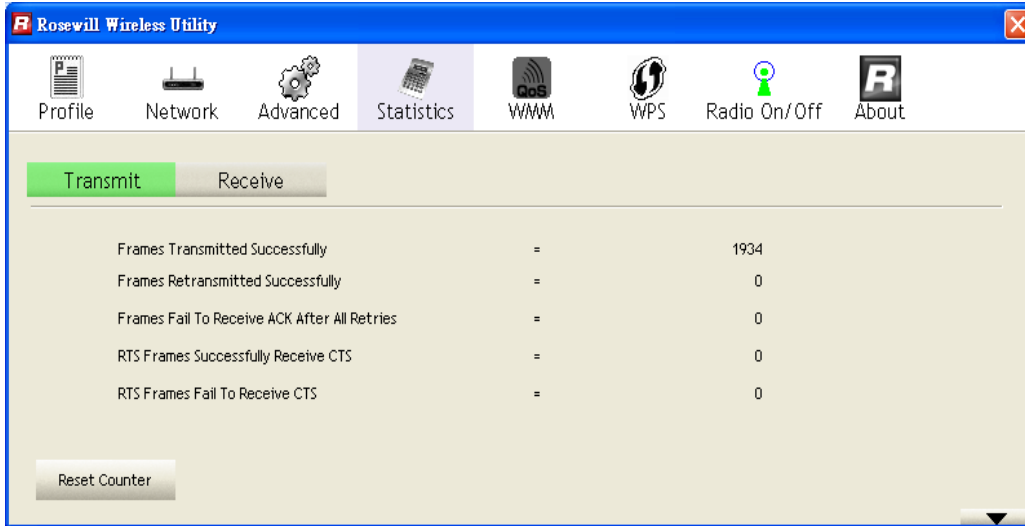 R Rosewill Wireless Utility
Profile Network Advanced Statistics QoS WMM WPS Radio On/Off R About
Transmit Receive
Frames Transmitted Successfully = 1934
Frames Retransmitted Successfully = 0
Frames Fail To Receive ACK After All Retries = 0
RTS Frames Successfully Receive CTS = 0
RTS Frames Fail To Receive CTS = 0
Reset Counter